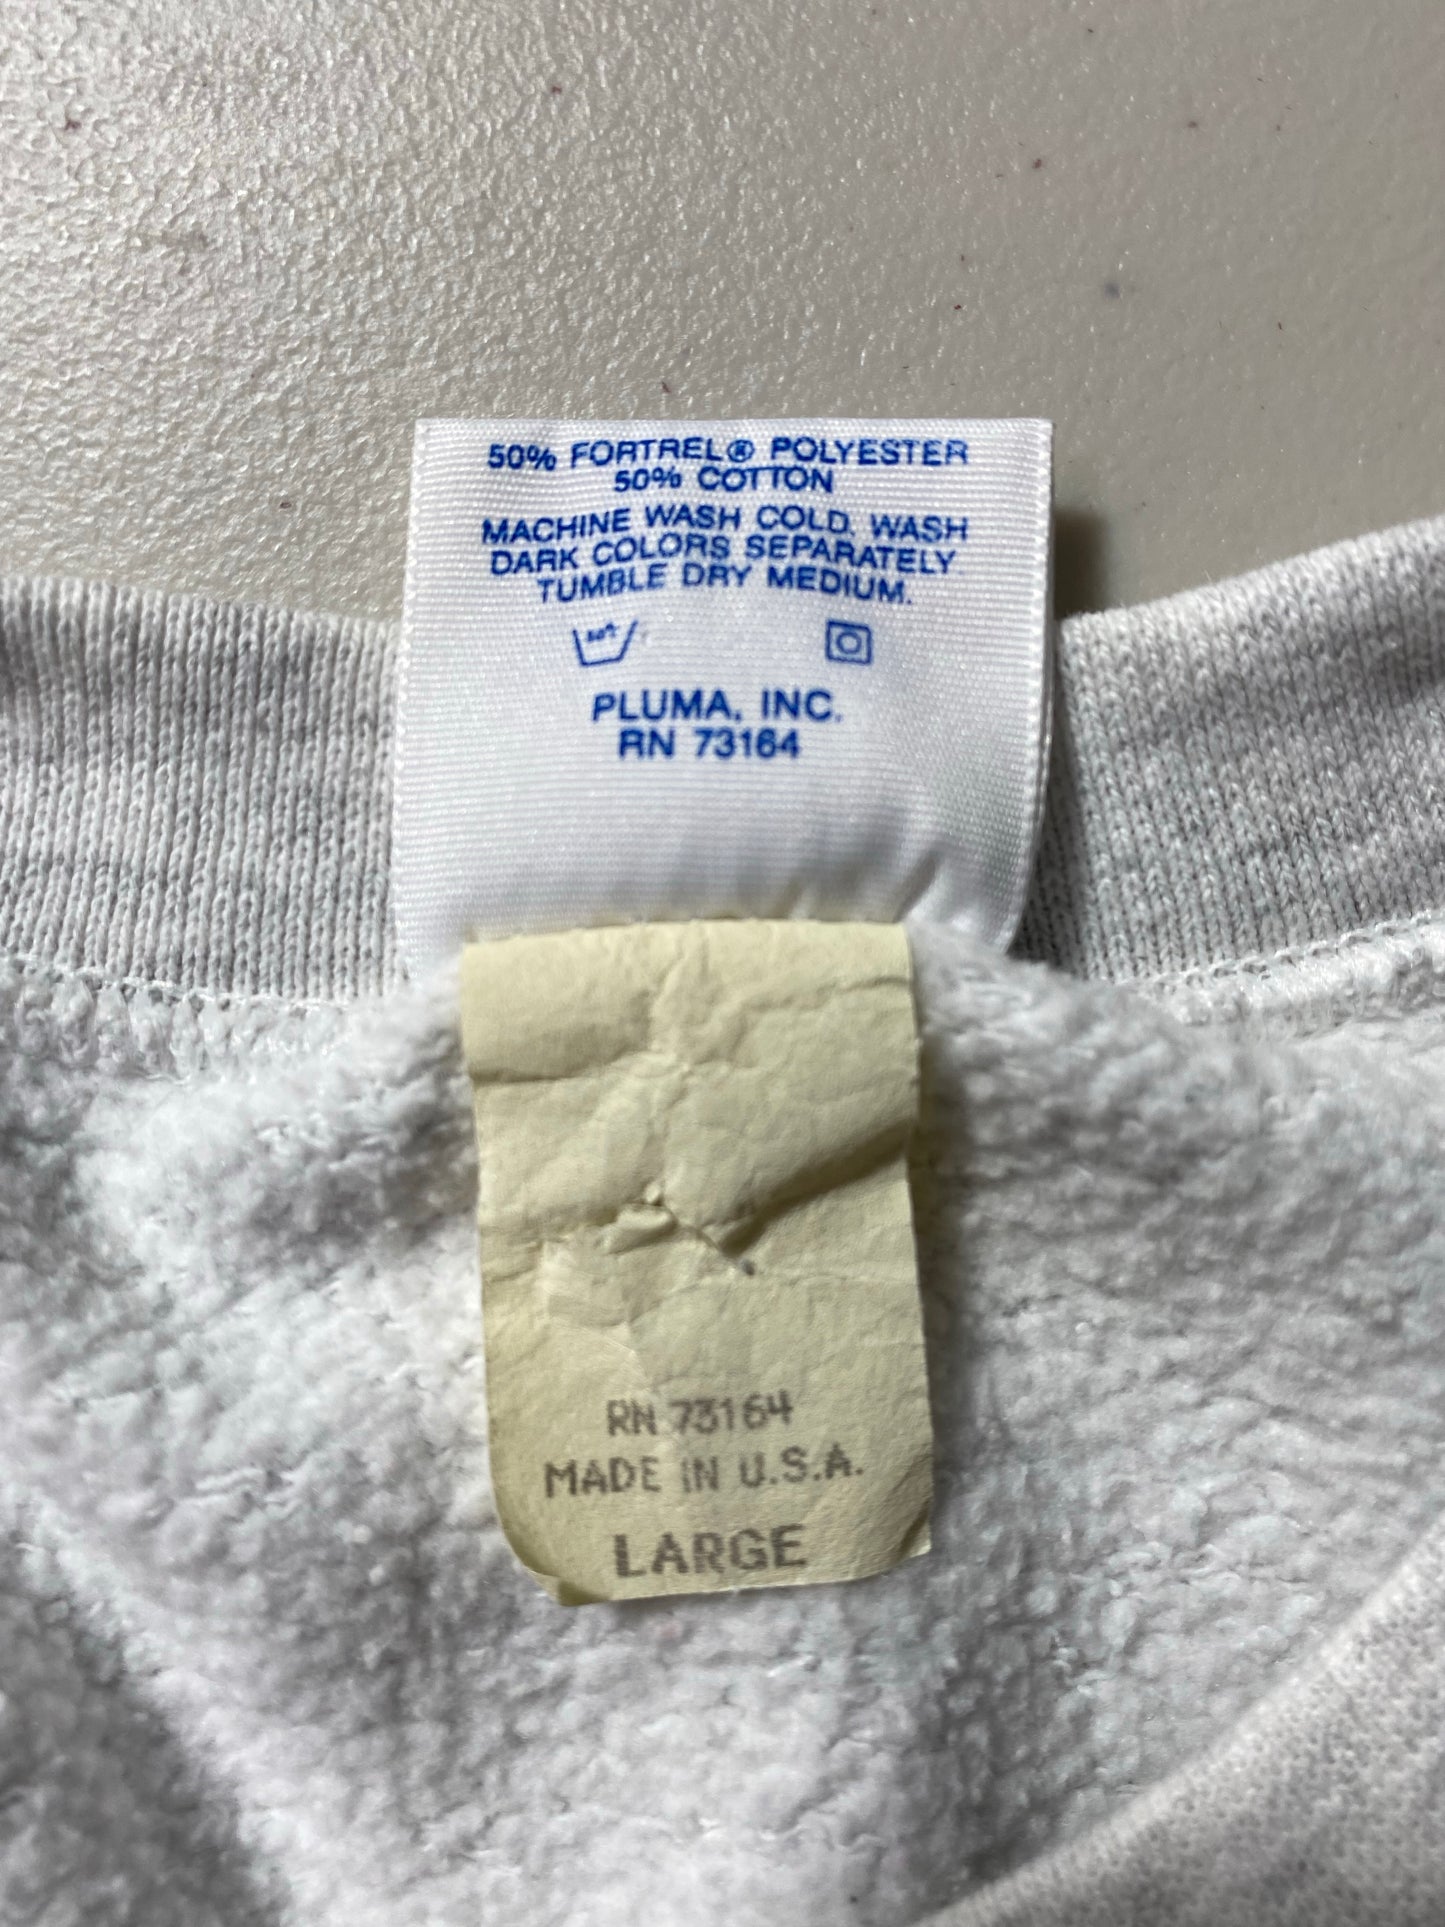 50% FORTREL® POLYESTER
50% COTTON
MACHINE WASH COLD. WASH
DARK COLORS SEPARATELY
TUMBLE DRY MEDIUM.
PLUMA, INC.
RN 73164
RN 73164
MADE IN U.S.A.
LARGE